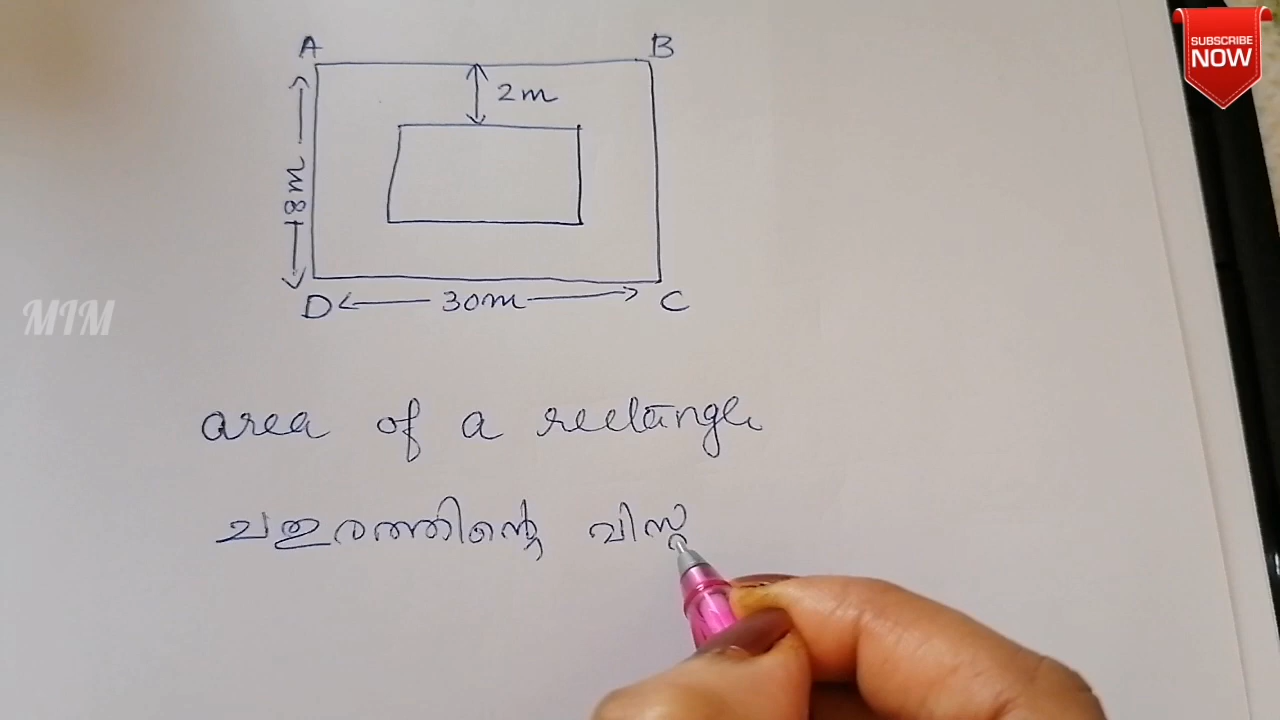 SUBSCRIBE
NOW
A
B
2m
18m
D
30m
C
MIM
area of a rectangle
ചതുരത്തിന്റെ വിസ്തൃ